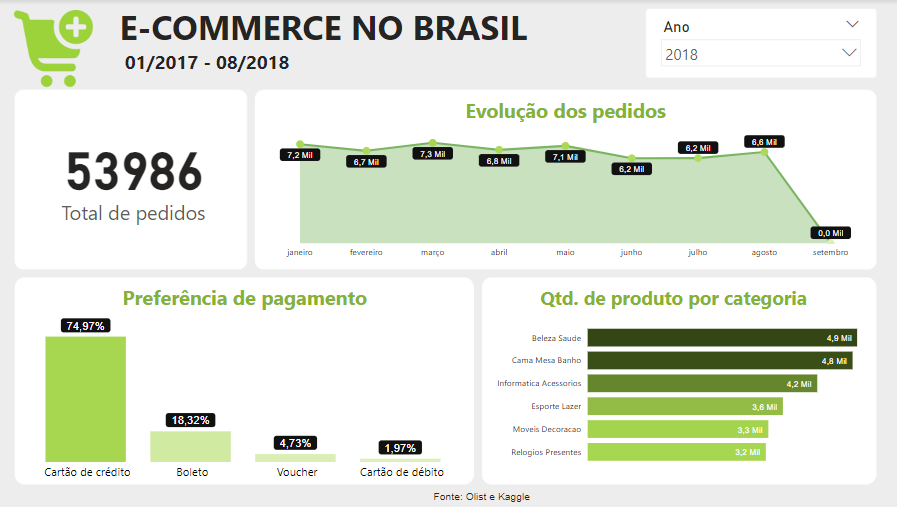 E-COMMERCE NO BRASIL
01/2017 - 08/2018
Ano
2018
53986
Total de pedidos
Evolução dos pedidos
7,2 Mil
6,7 Mil
7,3 Mil
6,8 Mil
7,1 Mil
6,2 Mil
6,2 Mil
6,6 Mil
0,0 Mil
janeiro
fevereiro
março
abril
maio
junho
julho
agosto
setembro
Preferência de pagamento
74,97%
18,32%
4,73%
1,97%
Cartão de crédito
Boleto
Voucher
Cartão de débito
Qtd. de produto por categoria
Beleza Saude 4,9 Mil
Cama Mesa Banho 4,8 Mil
Informatica Acessorios 4,2 Mil
Esporte Lazer 3,6 Mil
Moveis Decoracao 3,3 Mil
Relogios Presentes 3,2 Mil
Fonte: Olist e Kaggle